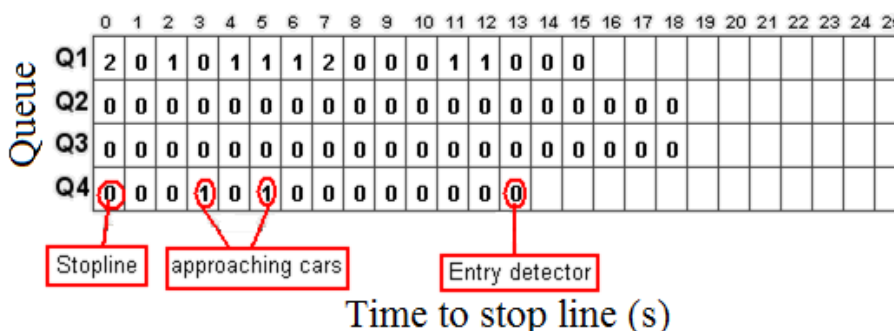 0 1 2 3 4 5 6 7 8 9 10 11 12 13 14 15 16 17 18 19 20 21 22 23 24
Q1 2 0 1 0 1 1 1 2 0 0 0 1 1 0 0 0
Q2 0 0 0 0 0 0 0 0 0 0 0 0 0 0 0 0 0 0 0
Q3 0 0 0 0 0 0 0 0 0 0 0 0 0 0 0 0 0 0 0
Q4 0 0 0 1 0 1 0 0 0 0 0 0 0 0
Queue
Stopline approaching cars Entry detector
Time to stop line (s)